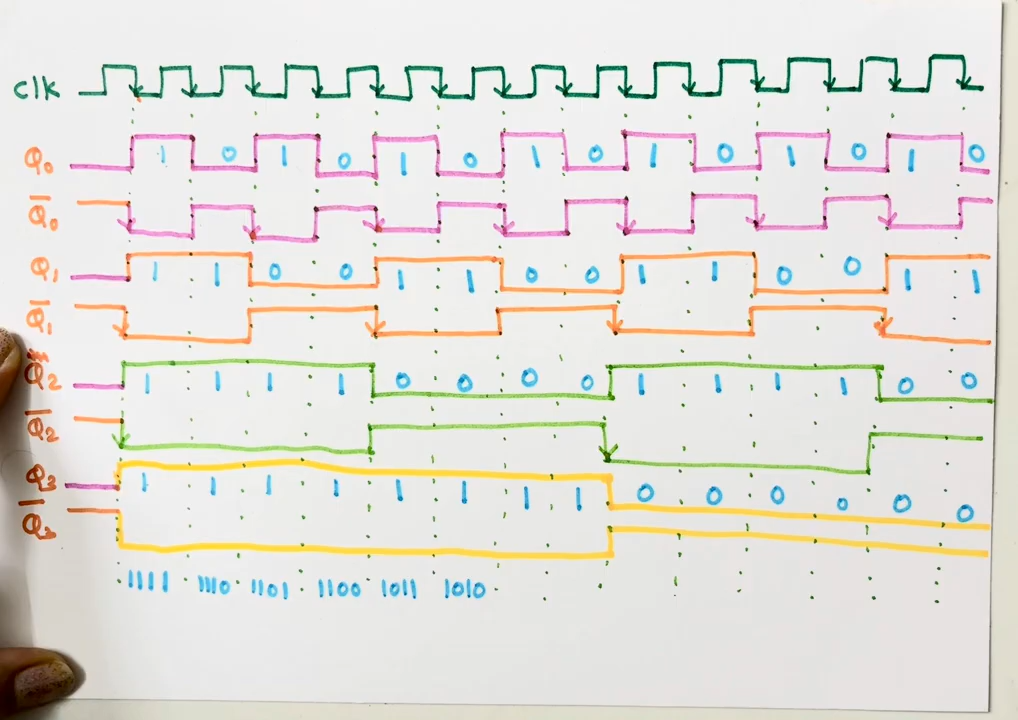 clk
Q₀ 1 0 1 0 1 0 1 0 1 0 1 0 1 0
Q̅₀
Q₁ 1 1 0 0 1 1 0 0 1 1 0 0 1 1
Q̅₁
Q₂ 1 1 1 1 0 0 0 0 1 1 1 1 0 0
Q̅₂
Q₃ 1 1 1 1 1 1 1 1 0 0 0 0 0 0
Q̅₃
1111 1110 1101 1100 1011 1010